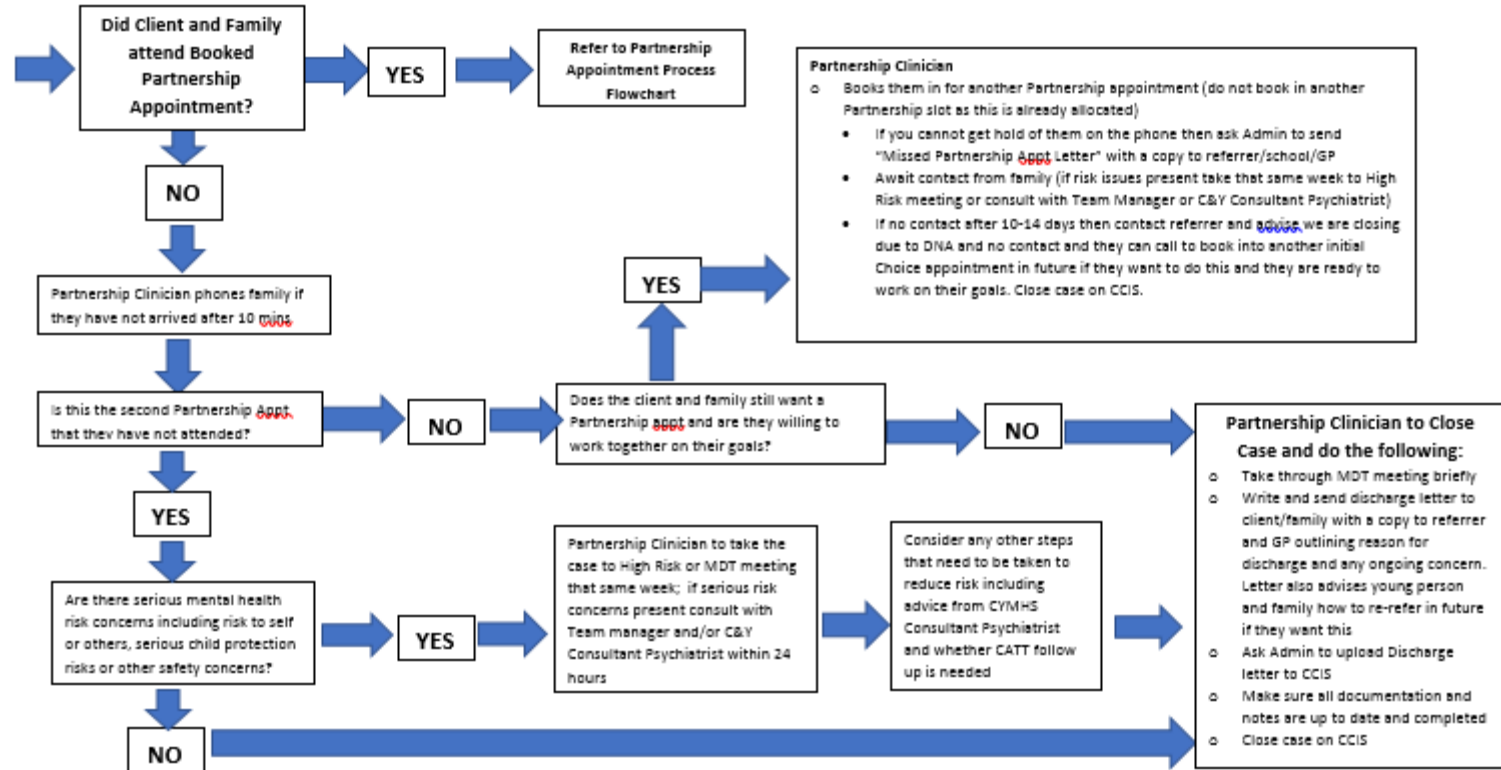 Did Client and Family
attend Booked
Partnership
Appointment?
YES
Refer to Partnership
Appointment Process
Flowchart
Partnership Clinician
o Books them in for another Partnership appointment (do not book in another
Partnership slot as this is already allocated)
• If you cannot get hold of them on the phone then ask Admin to send
“Missed Partnership Appt Letter” with a copy to referrer/school/GP
• Await contact from family (if risk issues present take that same week to High
Risk meeting or consult with Team Manager or C&Y Consultant Psychiatrist)
• If no contact after 10-14 days then contact referrer and advise we are closing
due to DNA and no contact and they can call to book into another initial
Choice appointment in future if they want to do this and they are ready to
work on their goals. Close case on CCIS.
NO
Partnership Clinician phones family if
they have not arrived after 10 mins
YES
Is this the second Partnership Appt
that they have not attended?
NO
Does the client and family still want a
Partnership appt and are they willing to
work together on their goals?
NO
Partnership Clinician to Close
Case and do the following:
o Take through MDT meeting briefly
o Write and send discharge letter to
client/family with a copy to referrer
and GP outlining reason for
discharge and any ongoing concern.
Letter also advises young person
and family how to re-refer in future
if they want this
o Ask Admin to upload Discharge
letter to CCIS
o Make sure all documentation and
notes are up to date and completed
o Close case on CCIS
YES
Are there serious mental health
risk concerns including risk to self
or others, serious child protection
risks or other safety concerns?
YES
Partnership Clinician to take the
case to High Risk or MDT meeting
that same week; if serious risk
concerns present consult with
Team manager and/or C&Y
Consultant Psychiatrist within 24
hours
Consider any other steps
that need to be taken to
reduce risk including
advice from CYMHS
Consultant Psychiatrist
and whether CATT follow
up is needed
NO